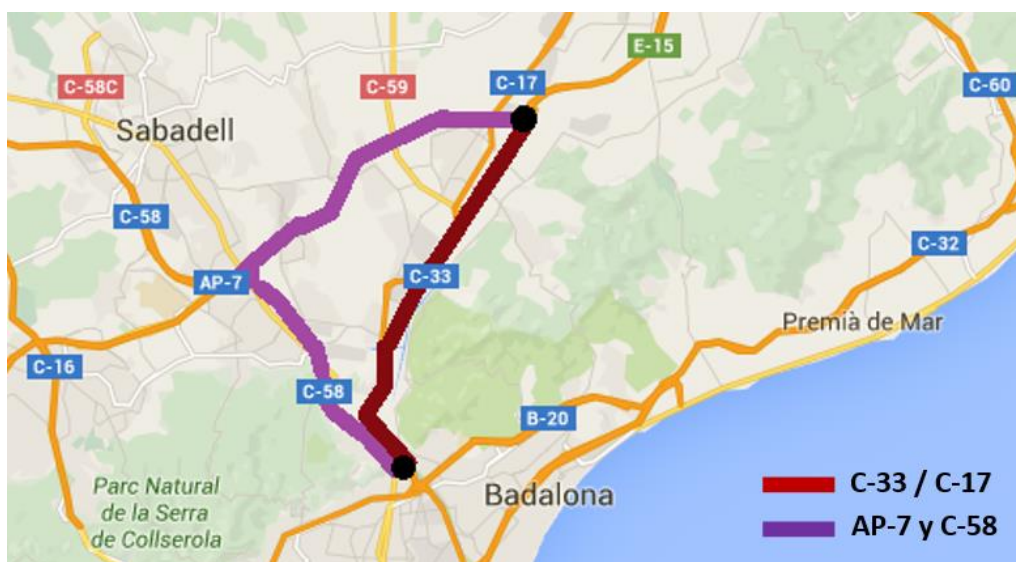 E-15
C-17
C-58C
C-59
C-60
Sabadell
C-58
C-32
AP-7
C-33
Premià de Mar
C-16
C-58
B-20
Parc Natural
de la Serra
de Collserola
Badalona
C-33 / C-17
AP-7 y C-58